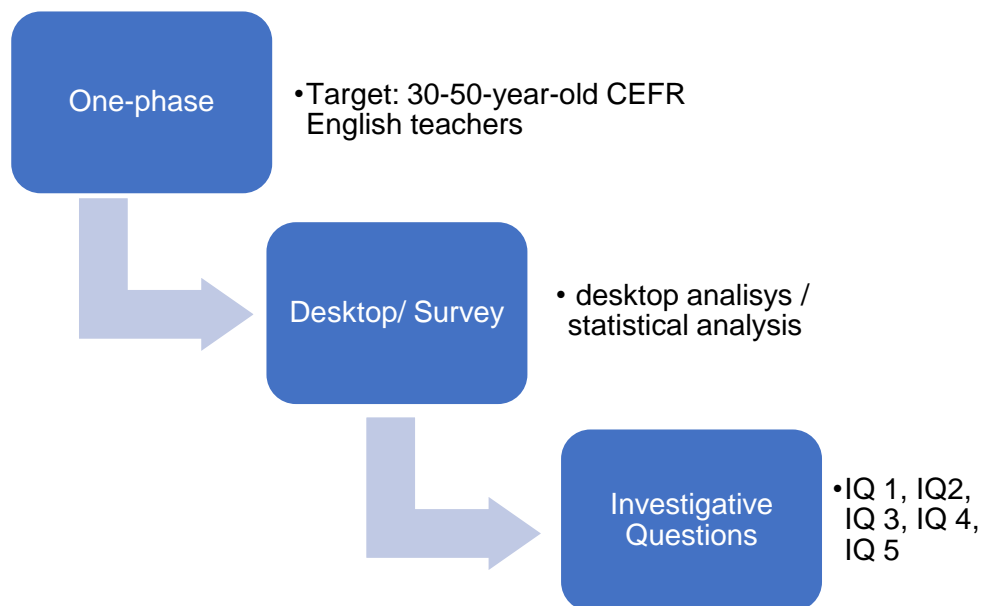 One-phase
•Target: 30-50-year-old CEFR
English teachers
Desktop/ Survey
• desktop analisys /
statistical analysis
Investigative
Questions
•IQ 1, IQ2,
IQ 3, IQ 4,
IQ 5